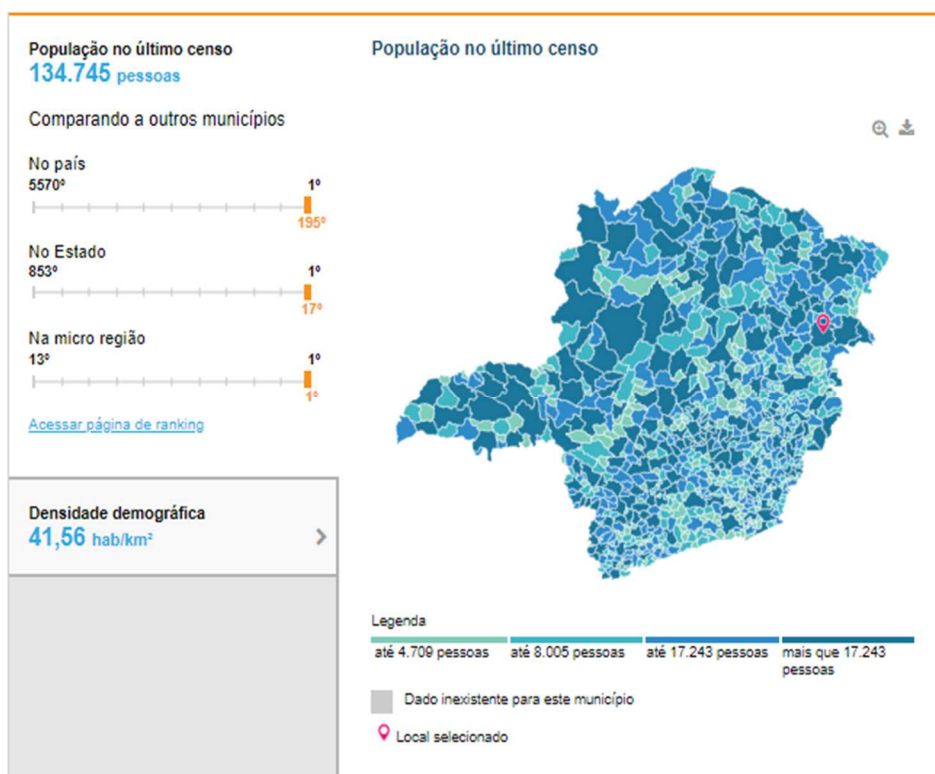 População no último censo
134.745 pessoas
Comparando a outros municípios
No país
5570º 1º
195º
No Estado
853º 1º
17º
Na micro região
13º 1º
1º
Acessar página de ranking
Densidade demográfica
41,56 hab/km²
População no último censo
Legenda
até 4.709 pessoas até 8.005 pessoas até 17.243 pessoas mais que 17.243
pessoas
Dado inexistente para este município
Local selecionado